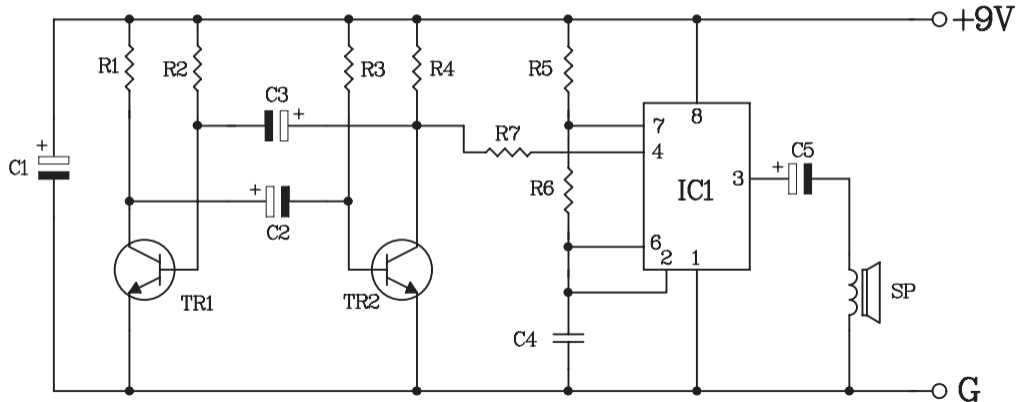 +9V
R1
R2
R3
R4
R5
C3
+
8
7
R7
4
+
C1
+
C5
R6
IC1
3
+
C2
6
2
1
TR1
TR2
SP
C4
G